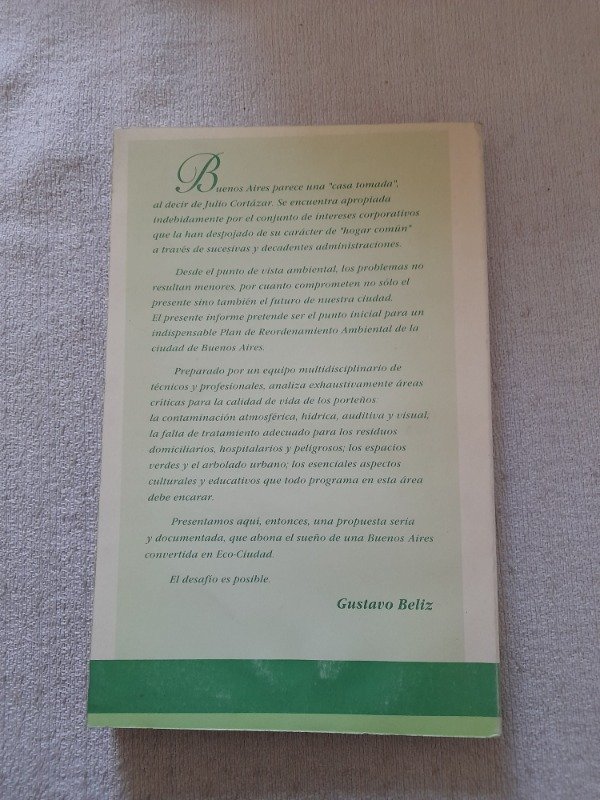 Buenos Aires parece una "casa tomada",
al decir de Julio Cortázar. Se encuentra apropiada
indebidamente por el conjunto de intereses corporativos
que la han despojado de su carácter de "hogar común"
a través de sucesivas y decadentes administraciones.
Desde el punto de vista ambiental, los problemas no
resultan menores, por cuanto comprometen no sólo el
presente sino también el futuro de nuestra ciudad.
El presente informe pretende ser el punto inicial para un
indispensable Plan de Reordenamiento Ambiental de la
ciudad de Buenos Aires.
Preparado por un equipo multidisciplinario de
técnicos y profesionales, analiza exhaustivamente áreas
críticas para la calidad de vida de los porteños:
la contaminación atmosférica, hídrica, auditiva y visual;
la falta de tratamiento adecuado para los residuos
domiciliarios, hospitalarios y peligrosos; los espacios
verdes y el arbolado urbano; los esenciales aspectos
culturales y educativos que todo programa en esta área
debe encarar.
Presentamos aquí, entonces, una propuesta seria
y documentada, que abona el sueño de una Buenos Aires
convertida en Eco-Ciudad.
El desafío es posible.
Gustavo Beliz